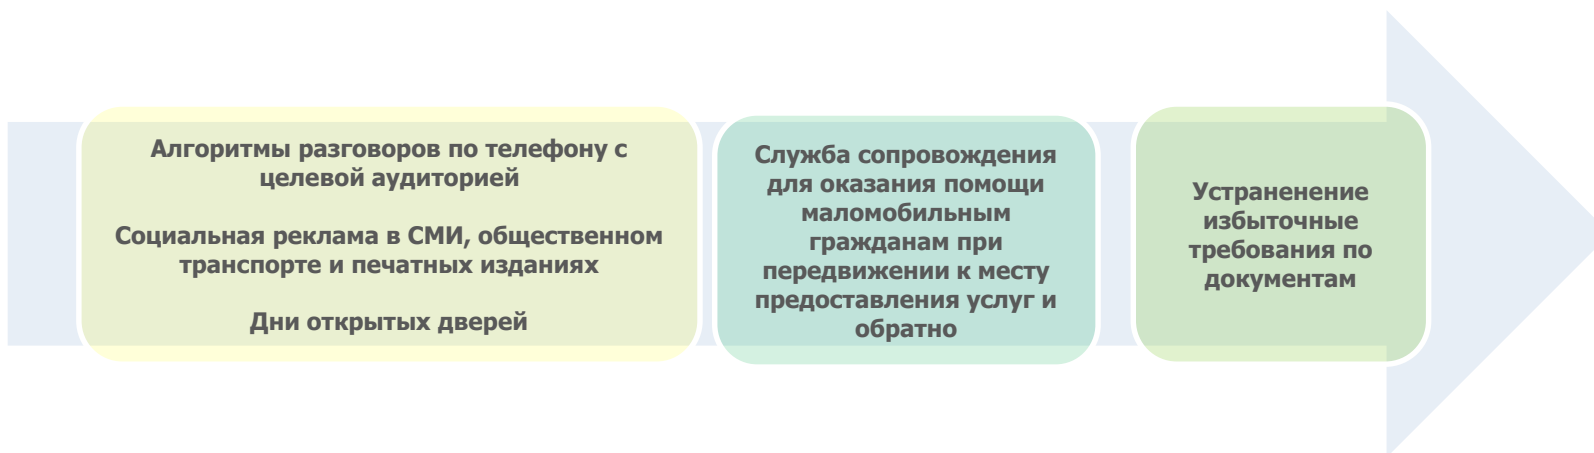 Алгоритмы разговоров по телефону с
целевой аудиторией
Социальная реклама в СМИ, общественном
транспорте и печатных изданиях
Дни открытых дверей
Служба сопровождения
для оказания помощи
маломобильным
гражданам при
передвижении к месту
предоставления услуг и
обратно
Устраненение
избыточные
требования по
документам